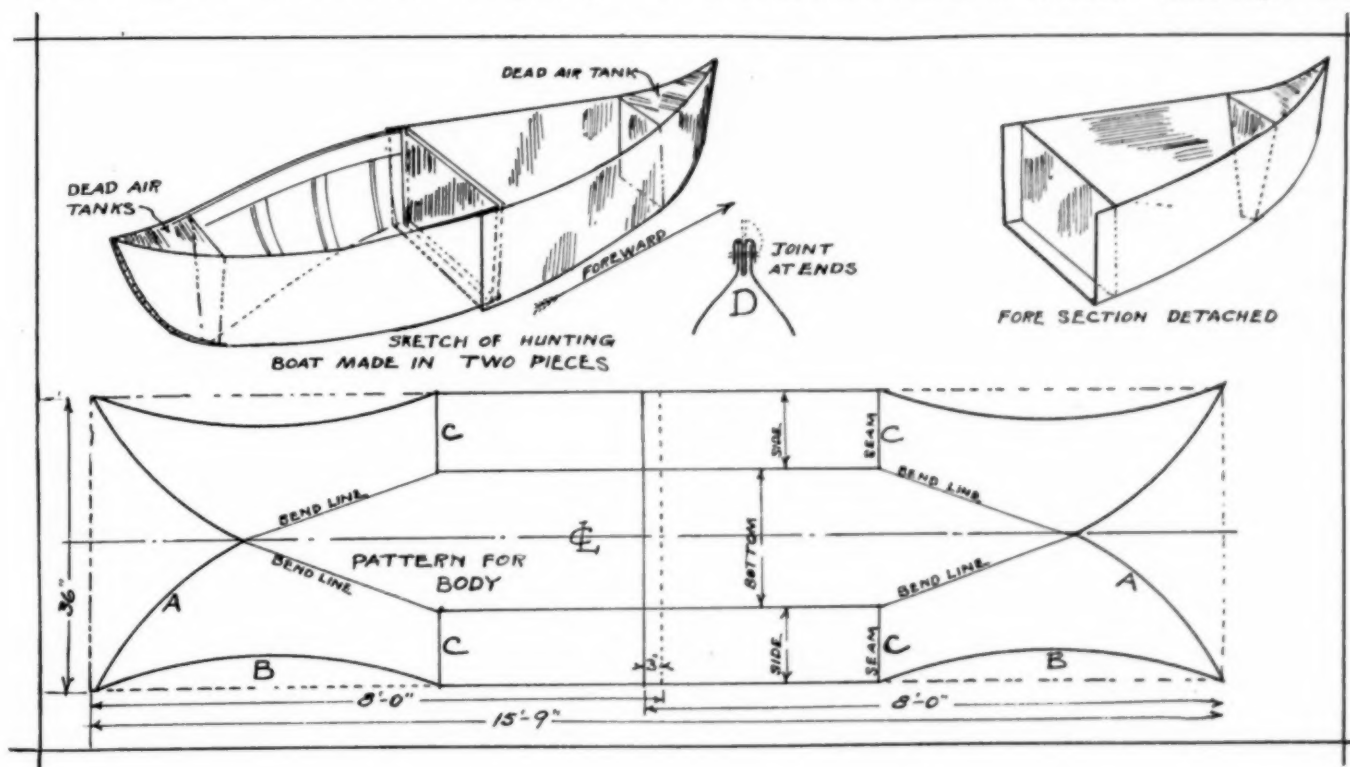 DEAD AIR TANK
DEAD AIR
TANKS
FOREWARD
JOINT
AT ENDS
D
SKETCH OF HUNTING
BOAT MADE IN TWO PIECES
FORE SECTION DETACHED
C
SIDE
SEAM
C
BEND LINE
BEND LINE
BOTTOM
CL
PATTERN FOR
BODY
BEND LINE
BEND LINE
36"
A
A
B
C
3"
SIDE
SEAM
C
B
8'-0"
8'-0"
15'-9"